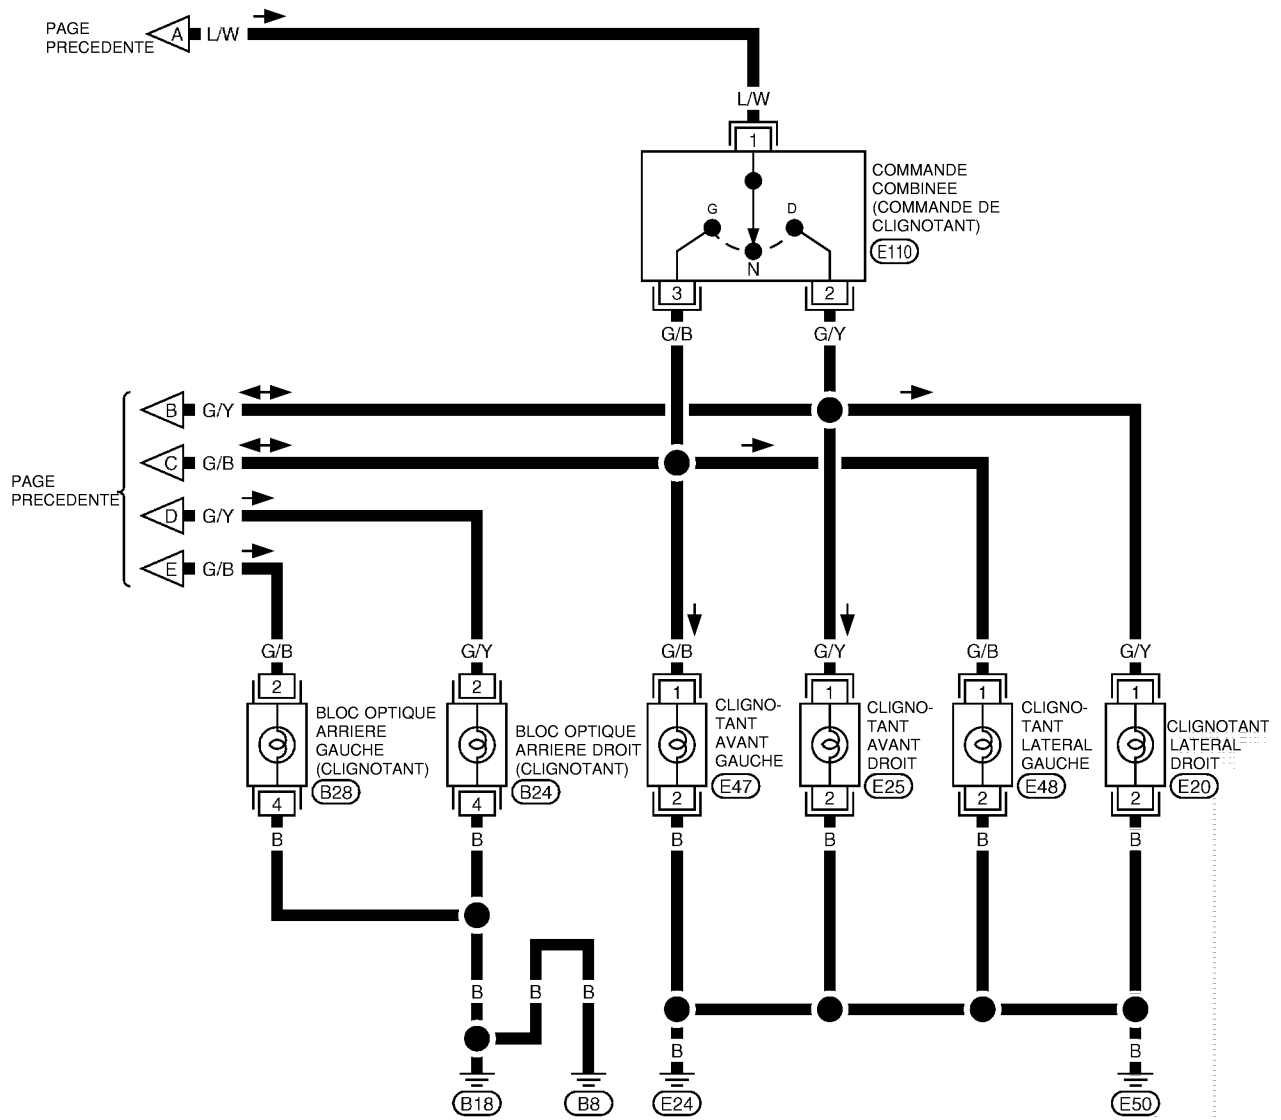 PAGE
PRECEDENTE
A L/W
L/W
1
COMMANDE
COMBINEE
(COMMANDE DE
CLIGNOTANT)
E110
G D
N
3 2
G/B G/Y
PAGE
PRECEDENTE
B G/Y
C G/B
D G/Y
E G/B
G/B G/Y G/B G/Y G/B G/Y
2 2 1 1 1 1
BLOC OPTIQUE
ARRIERE
GAUCHE
(CLIGNOTANT)
B28
BLOC OPTIQUE
ARRIERE DROIT
(CLIGNOTANT)
B24
CLIGNO-
TANT
AVANT
GAUCHE
E47
CLIGNO-
TANT
AVANT
DROIT
E25
CLIGNO-
TANT
LATERAL
GAUCHE
E48
CLIGNOTANT
LATERAL
DROIT
E20
4 4 2 2 2 2
B B B B B B
B B B
B B
B18 B8 E24 E50